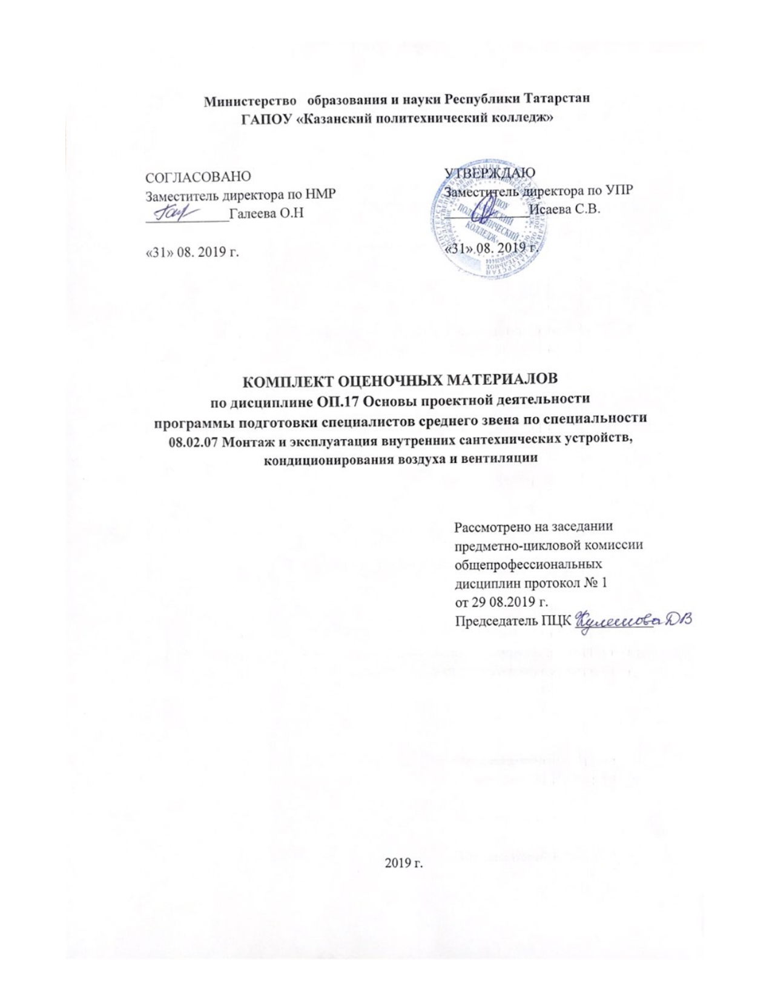 Министерство образования и науки Республики Татарстан
ГАПОУ «Казанский политехнический колледж»
СОГЛАСОВАНО
Заместитель директора по НМР
Галеева О.Н
«31» 08. 2019 г.
УТВЕРЖДАЮ
Заместитель директора по УПР
Исаева С.В.
«31» 08. 2019 г.
КОМПЛЕКТ ОЦЕНОЧНЫХ МАТЕРИАЛОВ
по дисциплине ОП.17 Основы проектной деятельности
программы подготовки специалистов среднего звена по специальности
08.02.07 Монтаж и эксплуатация внутренних сантехнических устройств,
кондиционирования воздуха и вентиляции
Рассмотрено на заседании
предметно-цикловой комиссии
общепрофессиональных
дисциплин протокол № 1
от 29 08.2019 г.
Председатель ПЦК Кулешова ДВ
2019 г.